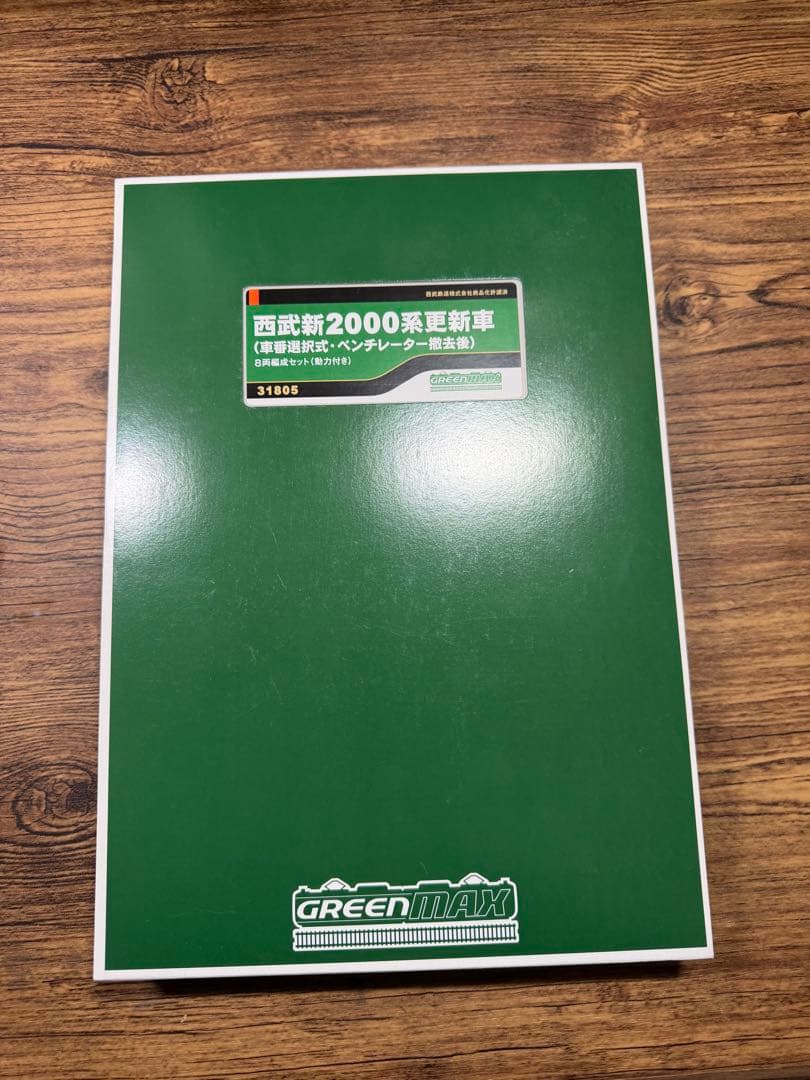 西武鉄道株式会社商品化許諾済
西武新2000系更新車
(車番選択式・ベンチレーター撤去後)
8両編成セット(動力付き)
31805
GREENMAX
GREENMAX